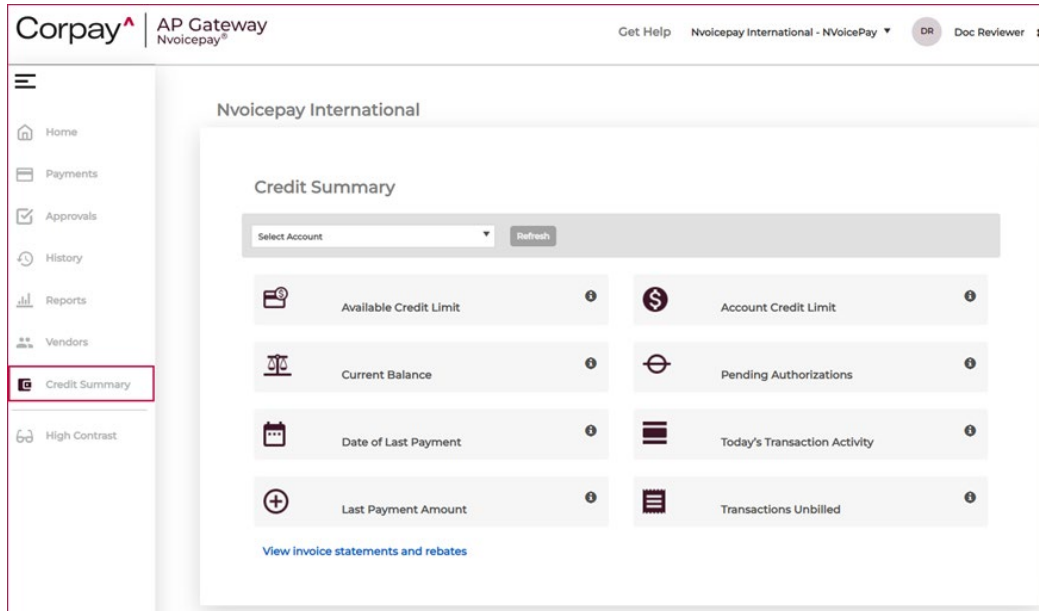 Corpay^
AP Gateway
Nvoicepay®
Get Help
Nvoicepay International - NVoicePay
DR
Doc Reviewer
Home
Payments
Approvals
History
Reports
Vendors
Credit Summary
High Contrast
Nvoicepay International
Credit Summary
Select Account
Refresh
Available Credit Limit
Account Credit Limit
Current Balance
Pending Authorizations
Date of Last Payment
Today's Transaction Activity
Last Payment Amount
Transactions Unbilled
View invoice statements and rebates